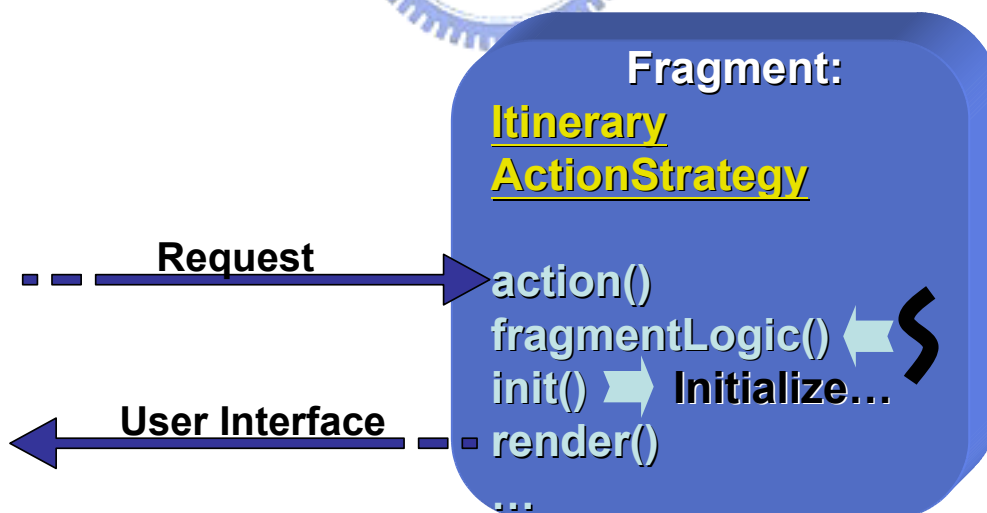 Fragment:
Itinerary
ActionStrategy
Request
action()
fragmentLogic()
init() Initialize…
User Interface
render()
…